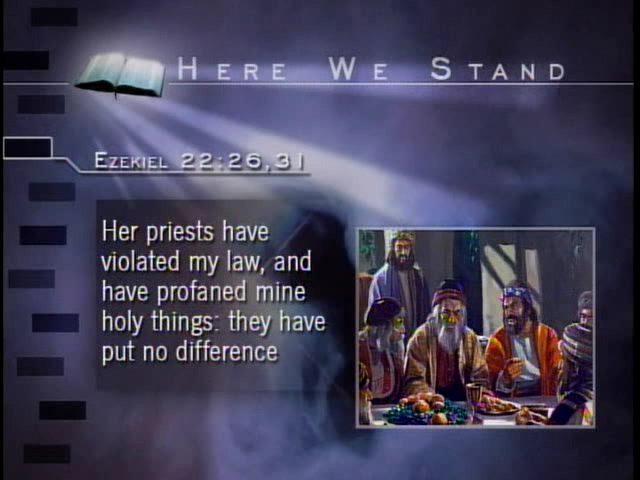 HERE WE STAND
EZEKIEL 22:26,31
Her priests have
violated my law, and
have profaned mine
holy things: they have
put no difference